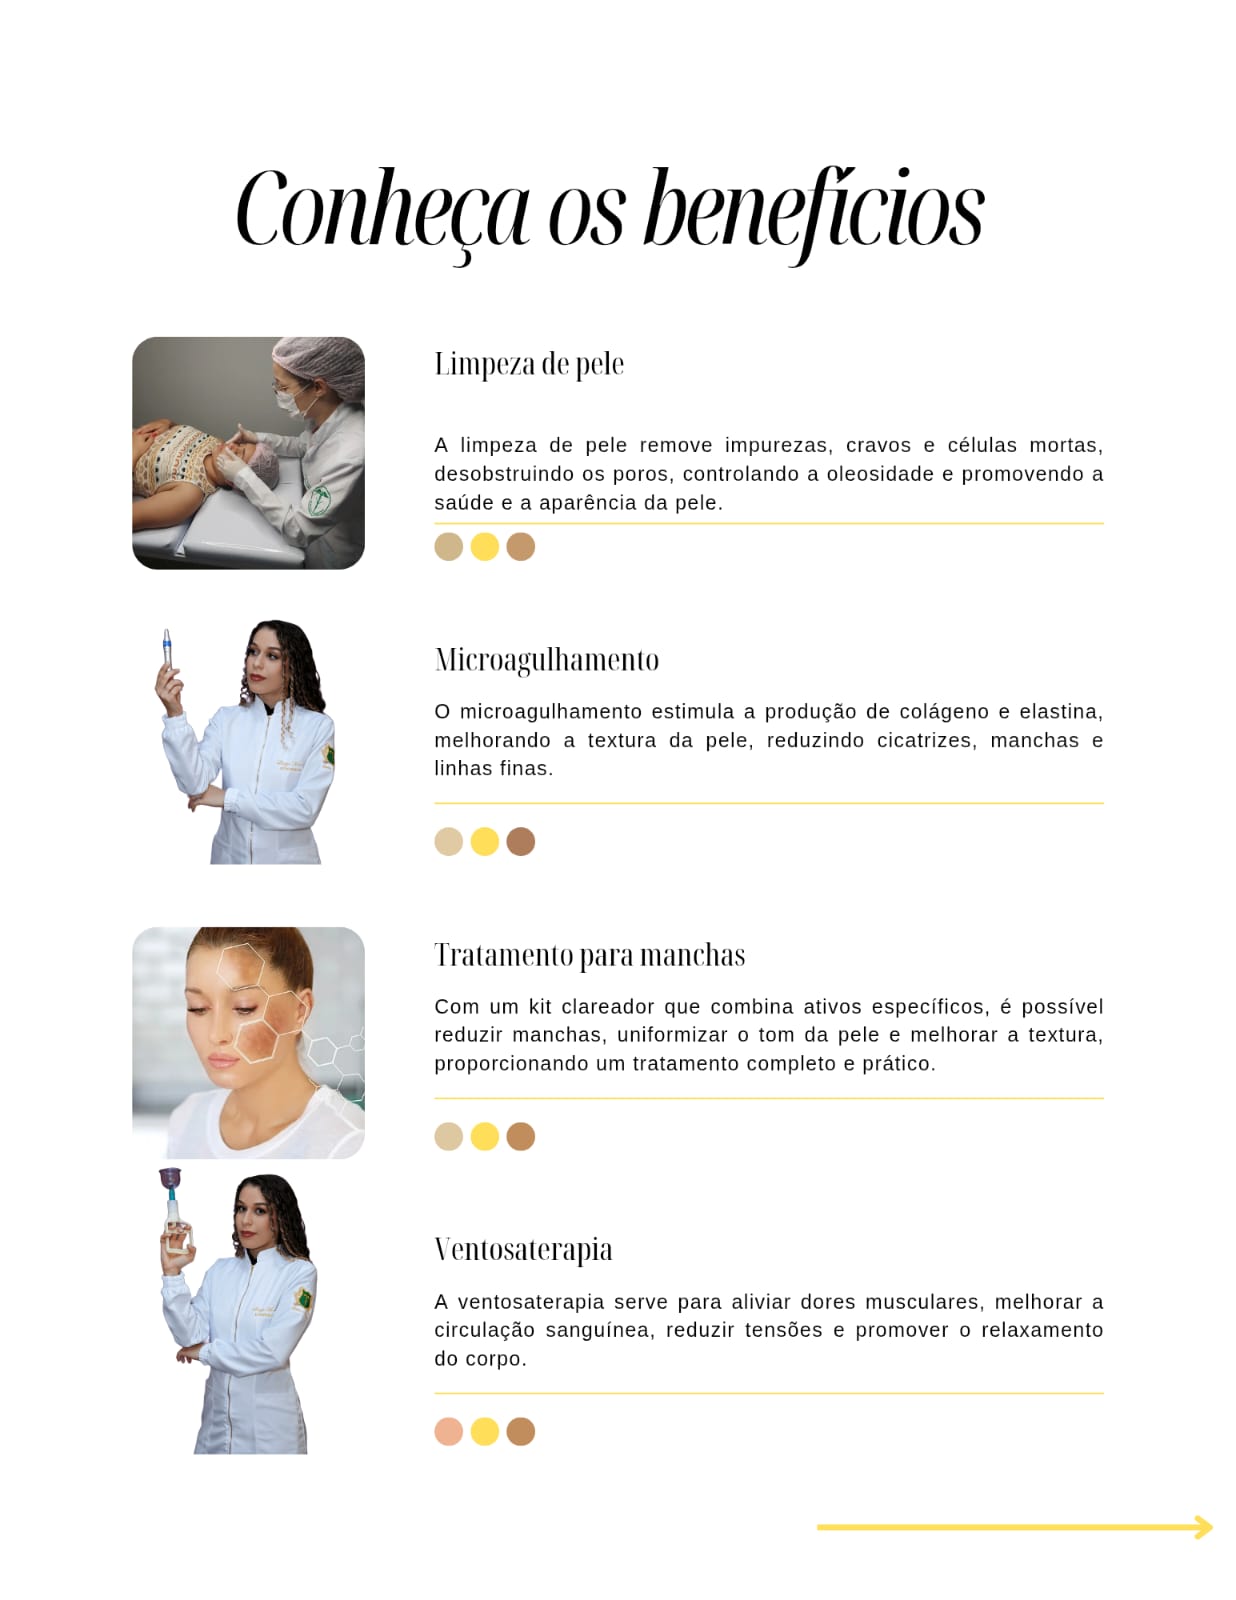 Conheça os benefícios
Limpeza de pele
A limpeza de pele remove impurezas, cravos e células mortas,
desobstruindo os poros, controlando a oleosidade e promovendo a
saúde e a aparência da pele.
Microagulhamento
O microagulhamento estimula a produção de colágeno e elastina,
melhorando a textura da pele, reduzindo cicatrizes, manchas e
linhas finas.
Tratamento para manchas
Com um kit clareador que combina ativos específicos, é possível
reduzir manchas, uniformizar o tom da pele e melhorar a textura,
proporcionando um tratamento completo e prático.
Ventosaterapia
A ventosaterapia serve para aliviar dores musculares, melhorar a
circulação sanguínea, reduzir tensões e promover o relaxamento
do corpo.